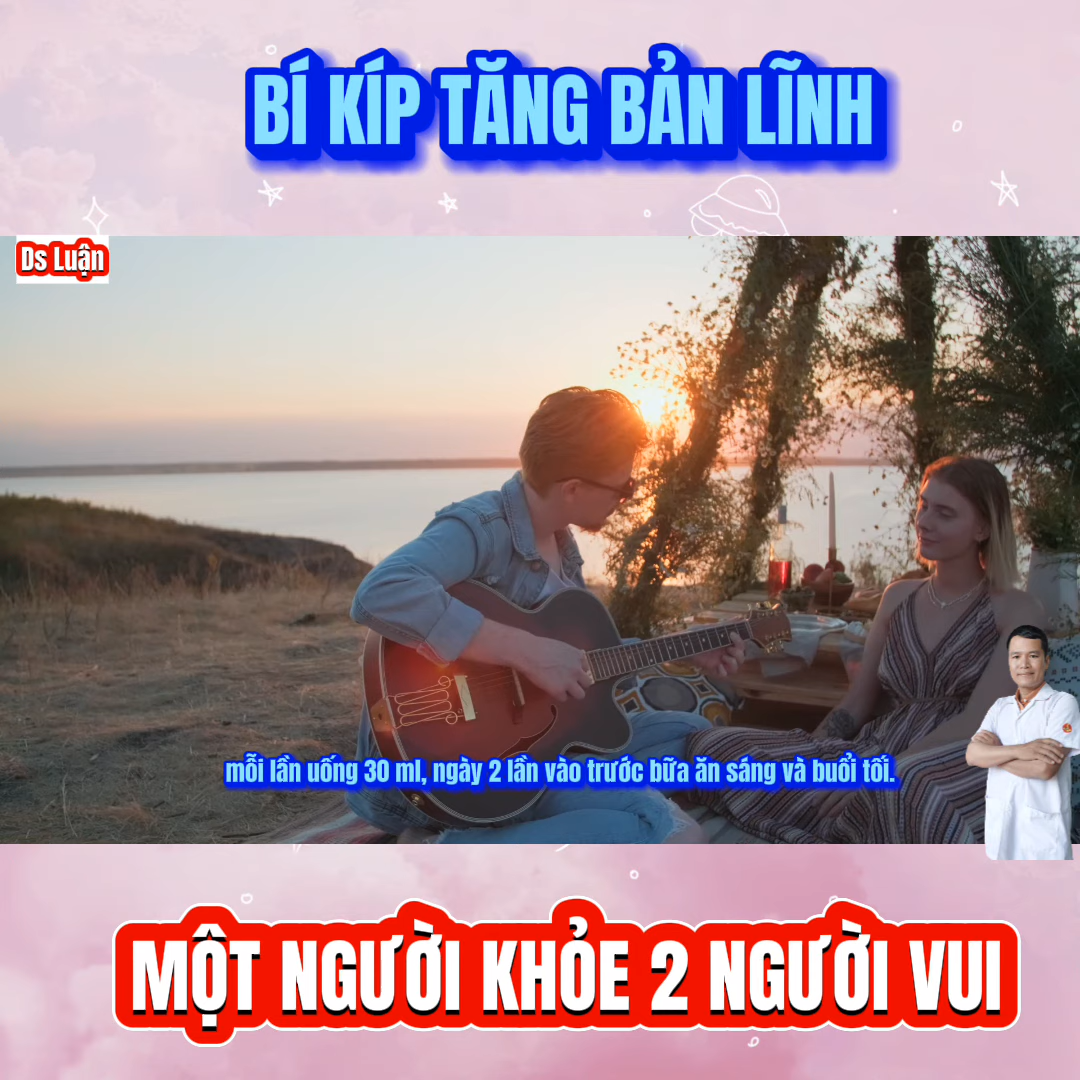 BÍ KÍP TĂNG BẢN LĨNH
Ds Luận
mỗi lần uống 30 ml, ngày 2 lần vào trước bữa ăn sáng và buổi tối.
MỘT NGƯỜI KHỎE 2 NGƯỜI VUI